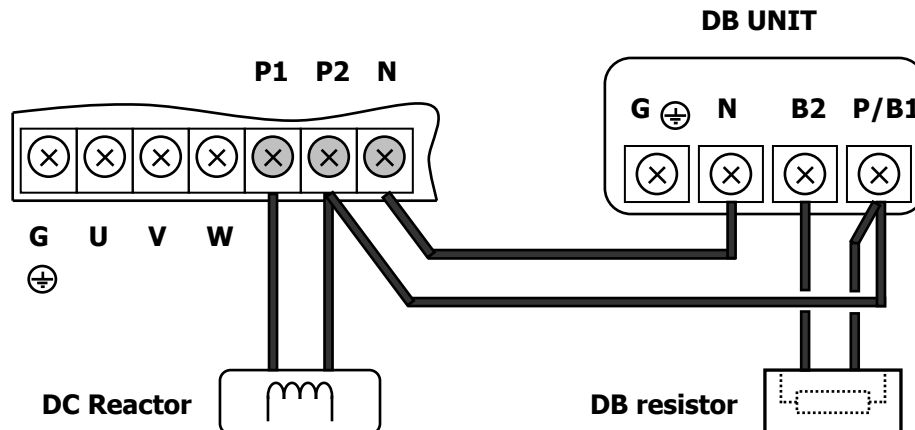 DB UNIT
P1 P2 N
G N B2 P/B1
G U V W
DC Reactor
DB resistor